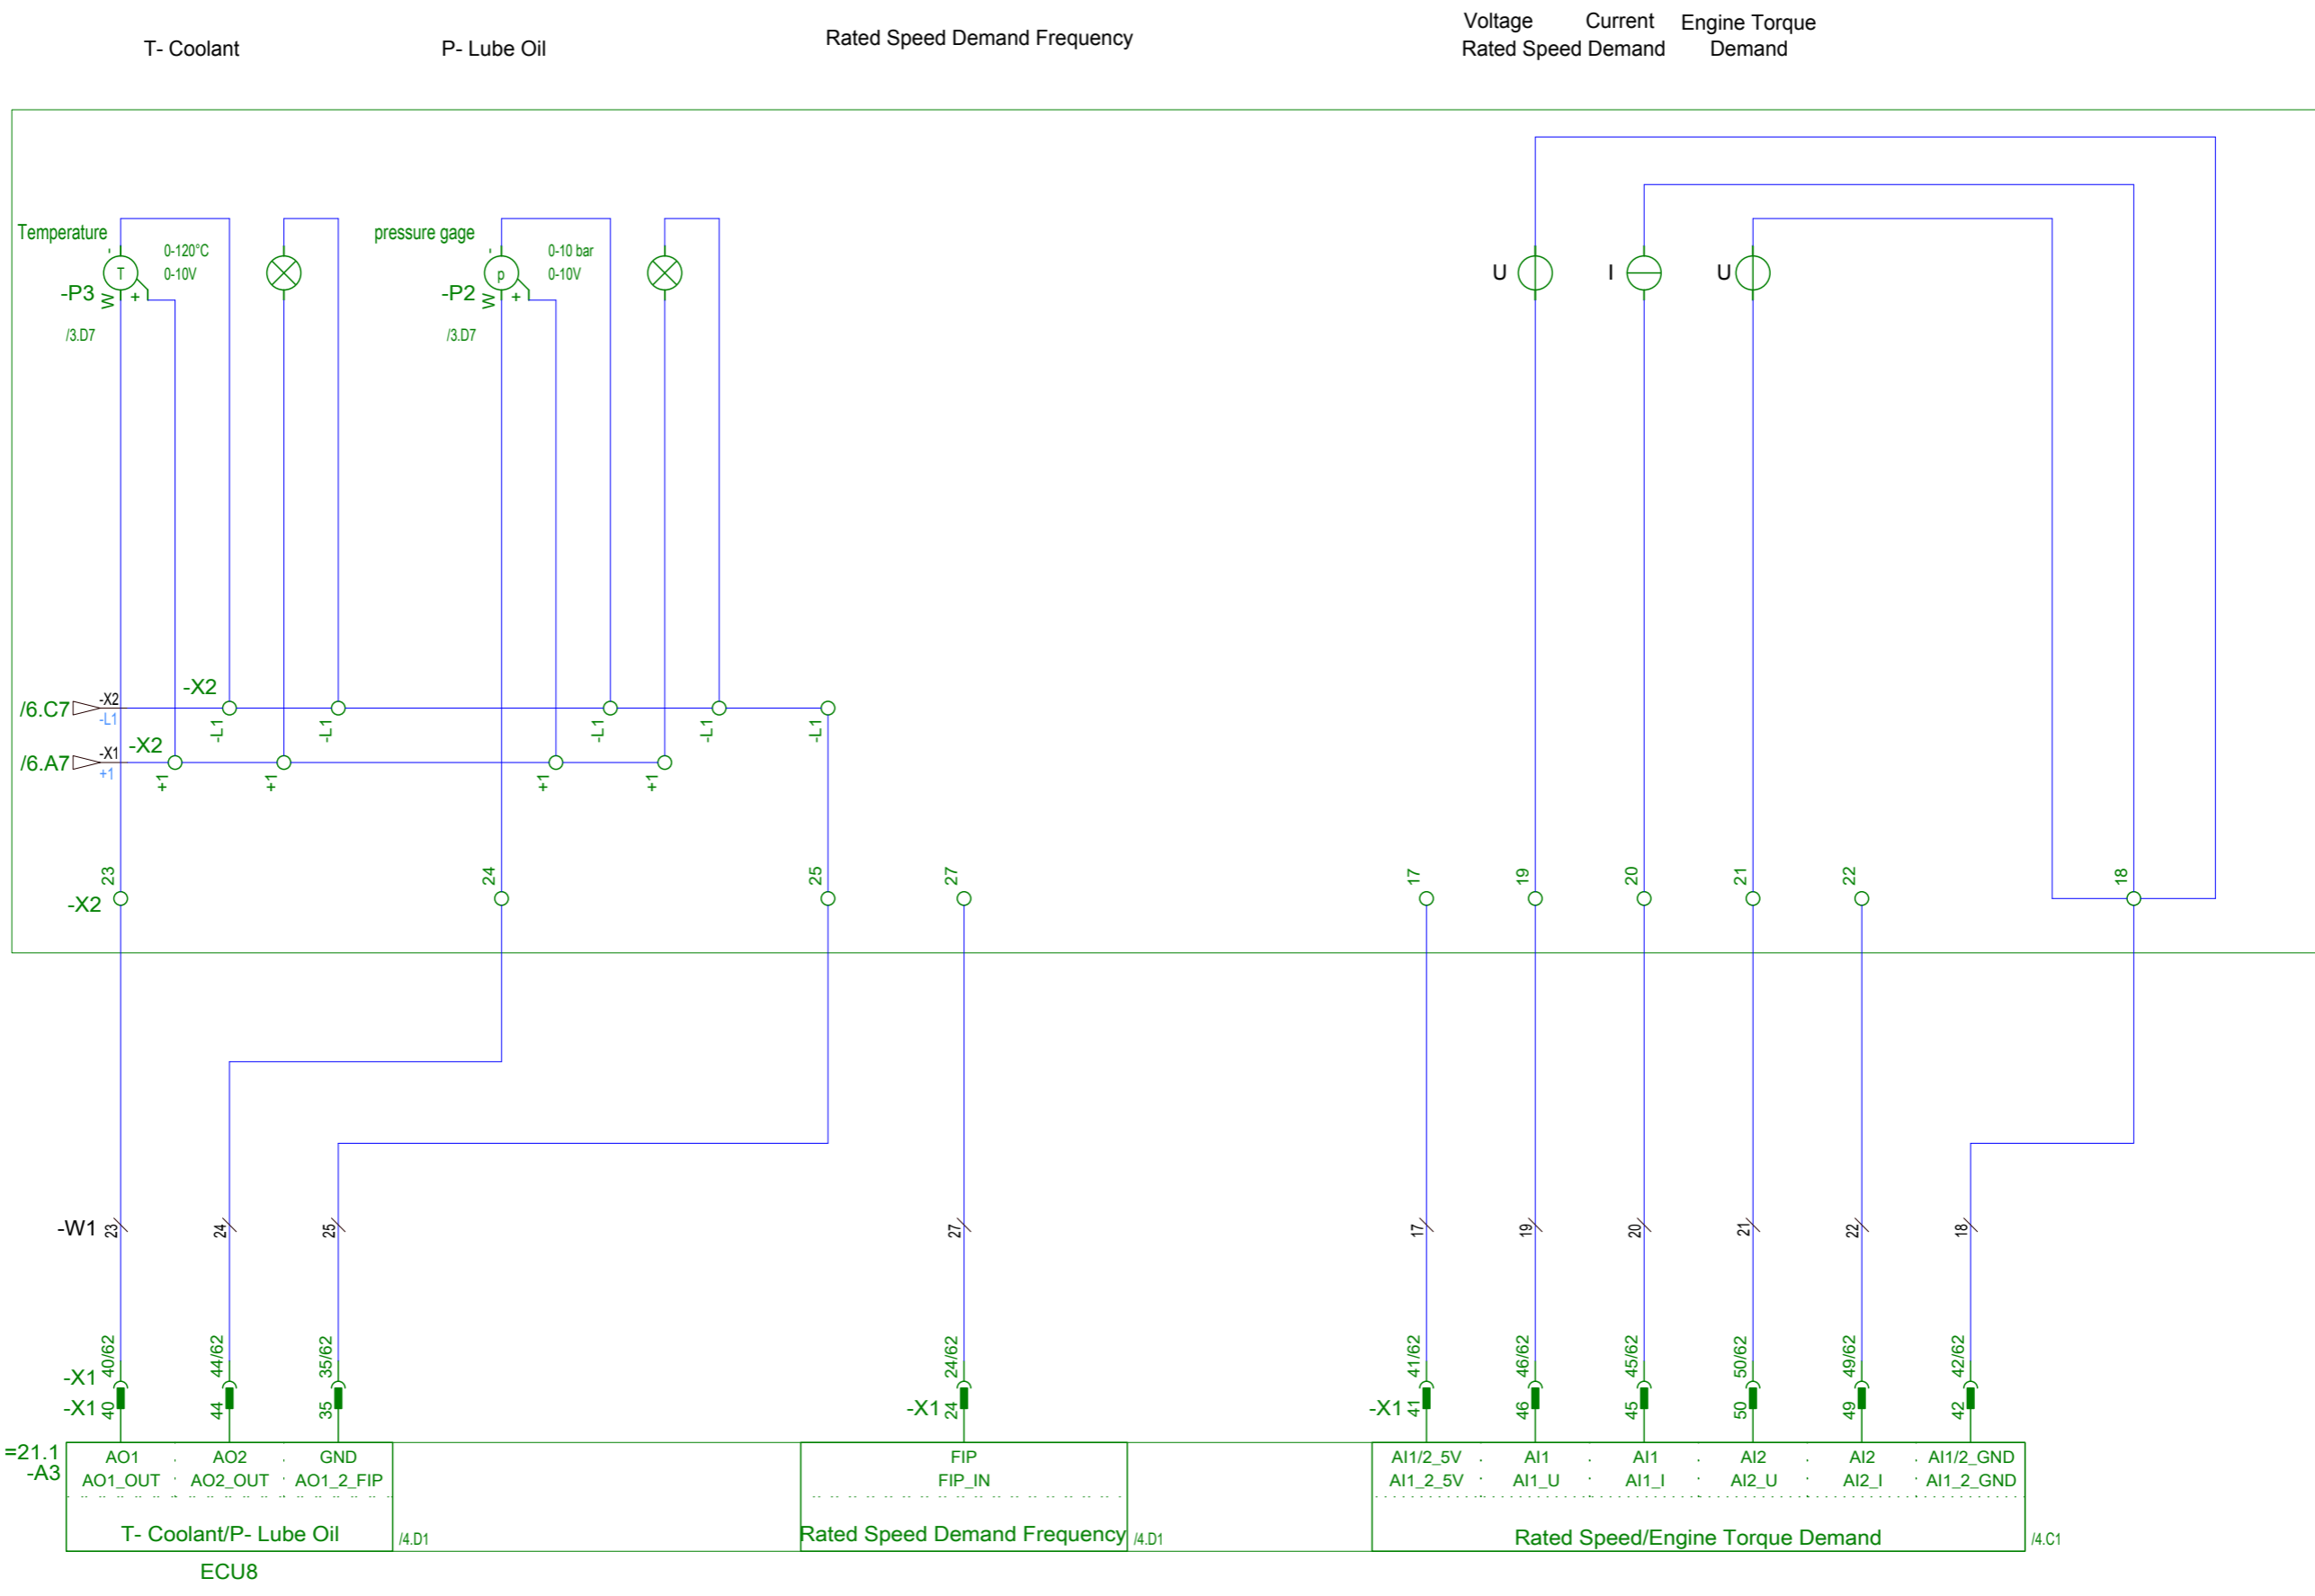 Voltage Current Engine Torque
T- Coolant P- Lube Oil Rated Speed Demand Frequency Rated Speed Demand Demand
Temperature - 0-120°C pressure gage - 0-10 bar
T 0-10V p 0-10V U I U
-P3 W + -P2 W +
/3.D7 /3.D7
-X2
/6.C7 -X2
-L1 -L1 -L1 -L1 -L1 -L1
-X2
/6.A7 -X1
+1 +1 +1 +1 +1
23 24 25 27 17 19 20 21 22 18
-X2
-W1 23 24 25 27 17 19 20 21 22 18
40/62 44/62 35/62 24/62 41/62 46/62 45/62 50/62 49/62 42/62
-X1
-X1 40 44 35 -X1 24 -X1 41 46 45 50 49 42
=21.1 AO1 AO2 GND FIP AI1/2_5V AI1 AI1 AI2 AI2 AI1/2_GND
-A3 AO1_OUT AO2_OUT AO1_2_FIP FIP_IN AI1_2_5V AI1_U AI1_I AI2_U AI2_I AI1_2_GND
T- Coolant/P- Lube Oil /4.D1 Rated Speed Demand Frequency /4.D1 Rated Speed/Engine Torque Demand /4.C1
ECU8